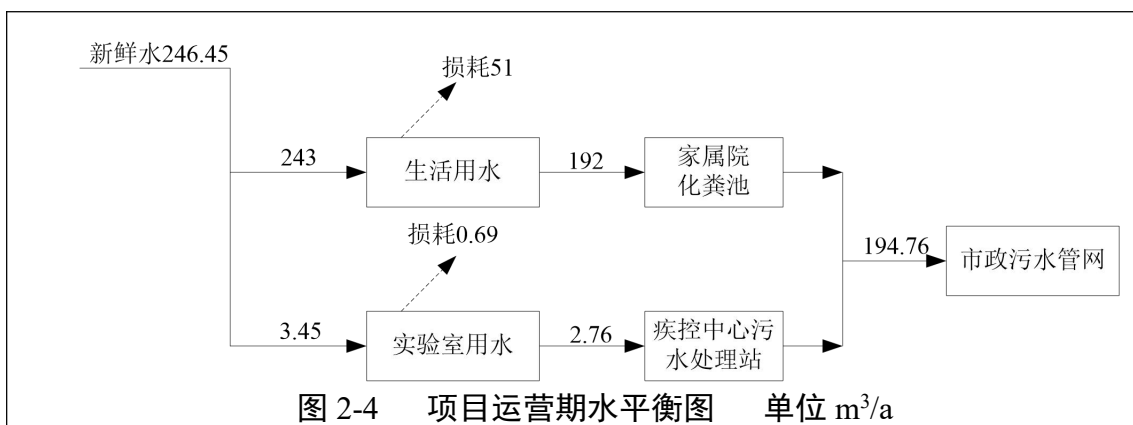 新鲜水246.45
损耗51
243
生活用水
192
家属院
化粪池
损耗0.69
194.76
市政污水管网
3.45
实验室用水
2.76
疾控中心污
水处理站
图 2-4 项目运营期水平衡图 单位 m³/a